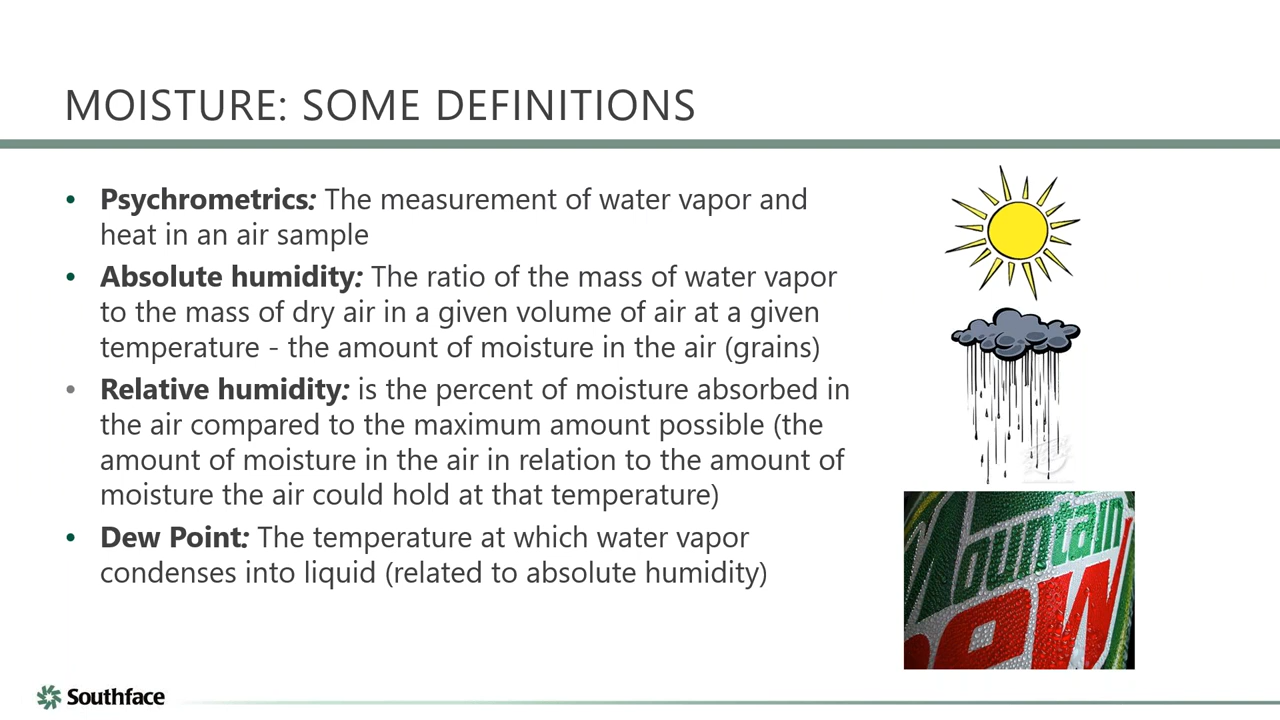 MOISTURE: SOME DEFINITIONS
• Psychrometrics: The measurement of water vapor and
heat in an air sample
• Absolute humidity: The ratio of the mass of water vapor
to the mass of dry air in a given volume of air at a given
temperature - the amount of moisture in the air (grains)
• Relative humidity: is the percent of moisture absorbed in
the air compared to the maximum amount possible (the
amount of moisture in the air in relation to the amount of
moisture the air could hold at that temperature)
• Dew Point: The temperature at which water vapor
condenses into liquid (related to absolute humidity)
Mountain
Dew
Southface